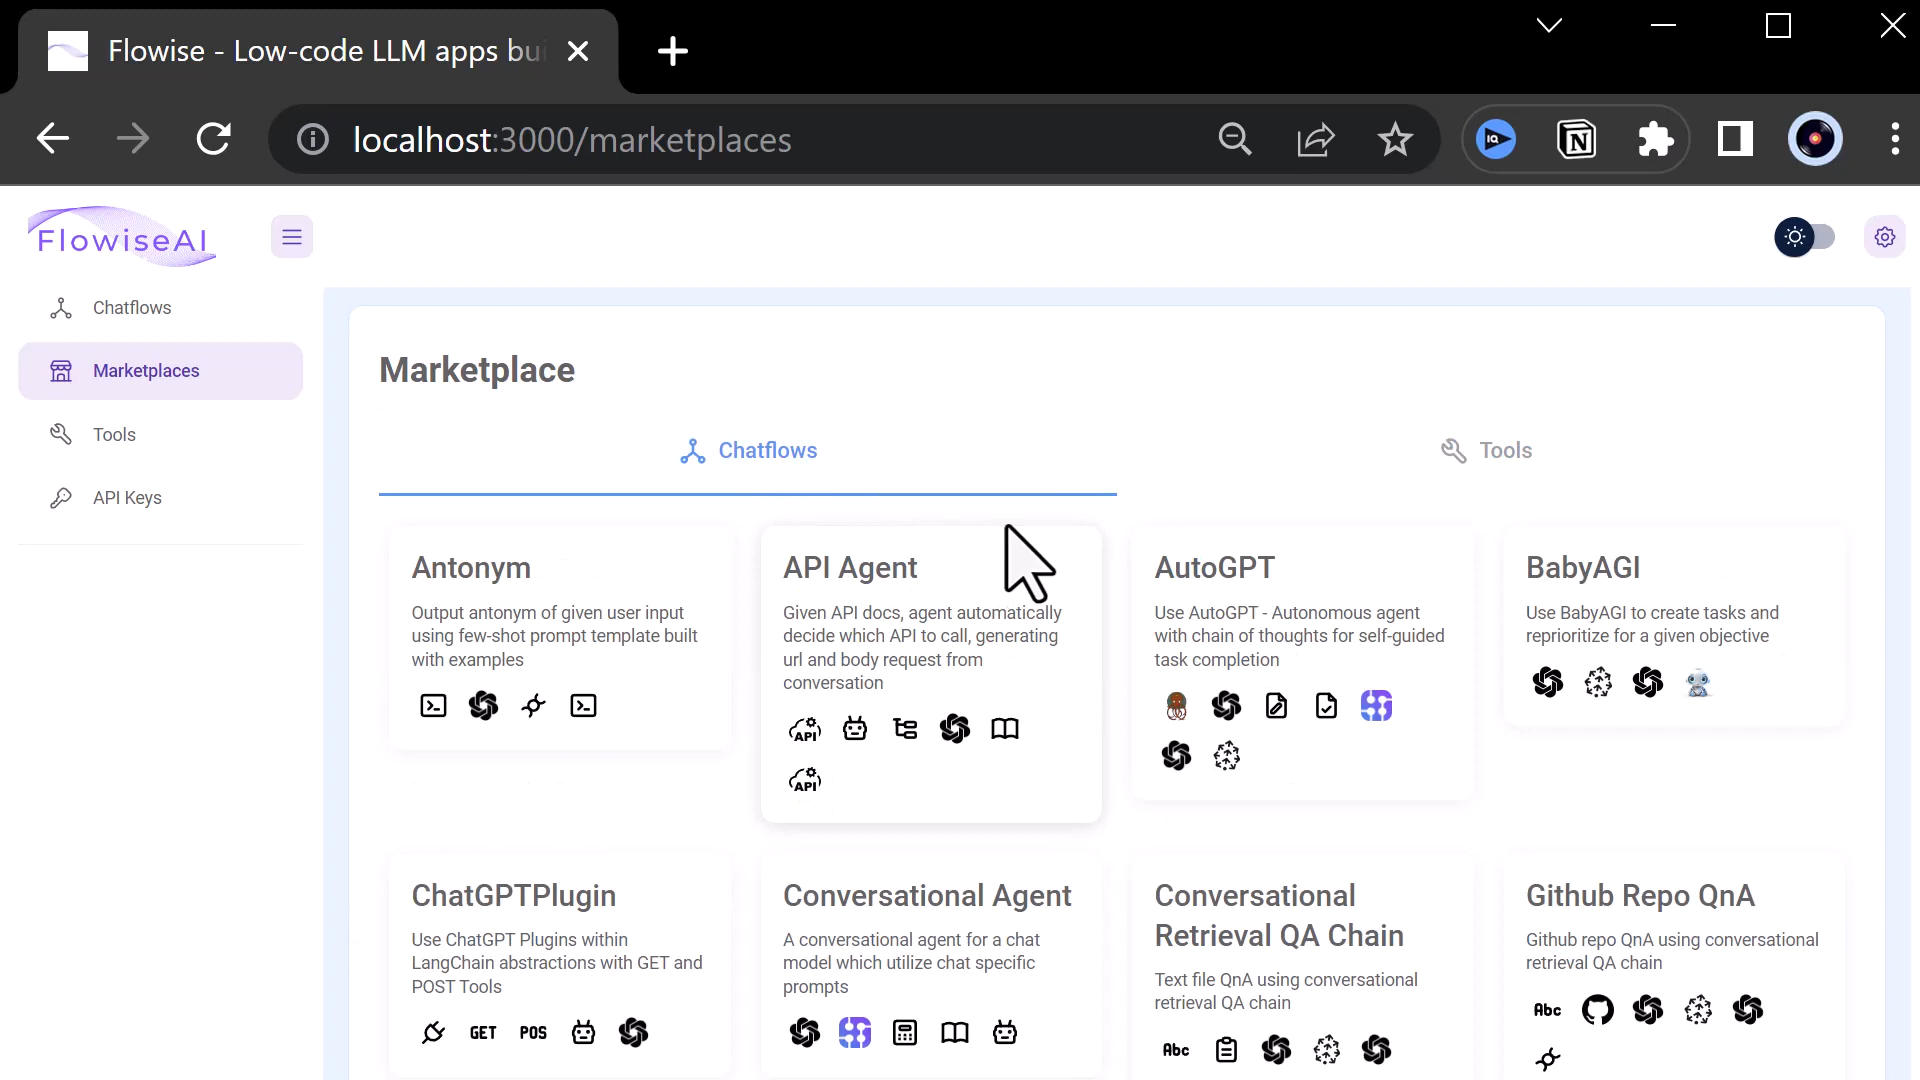 Flowise - Low-code LLM apps bui
localhost:3000/marketplaces
IQ
N
FlowiseAI
Chatflows
Marketplaces
Tools
API Keys
Marketplace
Chatflows
Tools
Antonym
Output antonym of given user input
using few-shot prompt template built
with examples
API Agent
Given API docs, agent automatically
decide which API to call, generating
url and body request from
conversation
API
API
AutoGPT
Use AutoGPT - Autonomous agent
with chain of thoughts for self-guided
task completion
BabyAGI
Use BabyAGI to create tasks and
reprioritize for a given objective
ChatGPTPlugin
Use ChatGPT Plugins within
LangChain abstractions with GET and
POST Tools
GET POS
Conversational Agent
A conversational agent for a chat
model which utilize chat specific
prompts
Conversational
Retrieval QA Chain
Text file QnA using conversational
retrieval QA chain
Abc
Github Repo QnA
Github repo QnA using conversational
retrieval QA chain
Abc